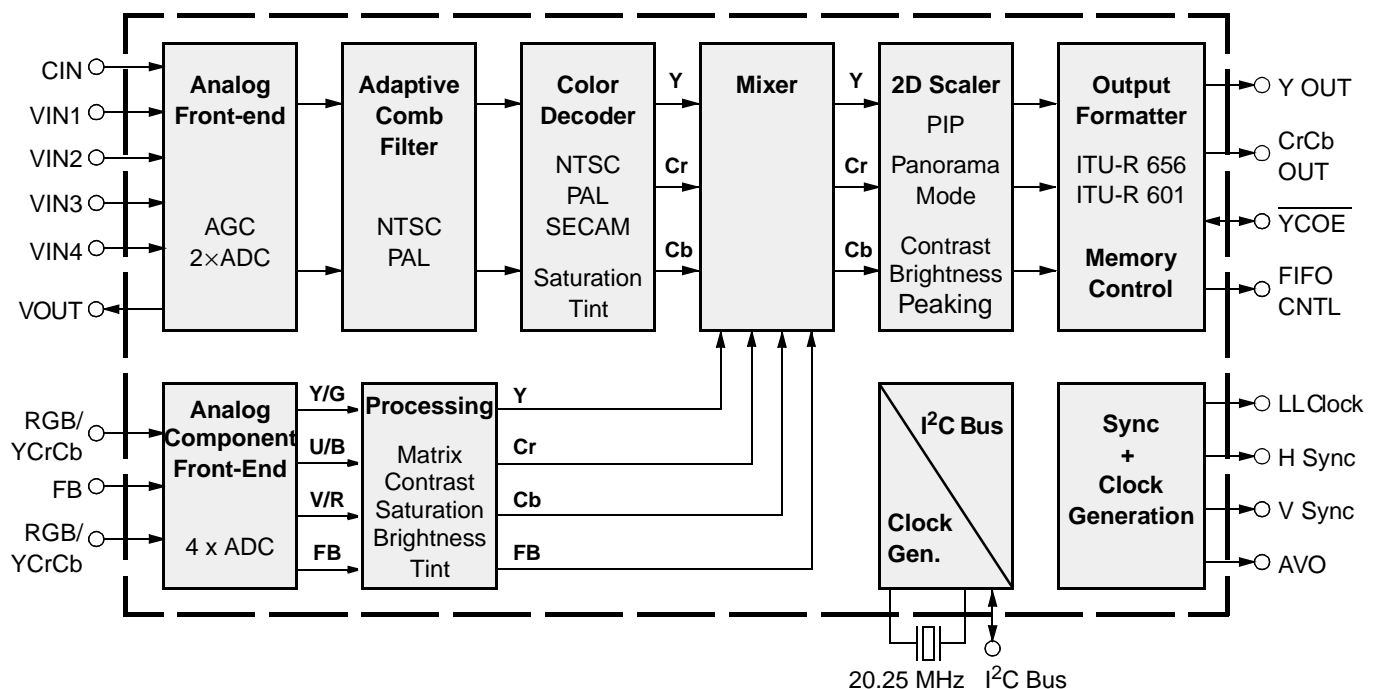 CIN
VIN1
VIN2
VIN3
VIN4
VOUT
Analog
Front-end
AGC
2×ADC
Adaptive
Comb
Filter
NTSC
PAL
Color
Decoder
NTSC
PAL
SECAM
Saturation
Tint
Y
Cr
Cb
Mixer
Y
Cr
Cb
2D Scaler
PIP
Panorama
Mode
Contrast
Brightness
Peaking
Output
Formatter
ITU-R 656
ITU-R 601
Memory
Control
Y OUT
CrCb
OUT
YCOE
FIFO
CNTL
RGB/
YCrCb
FB
RGB/
YCrCb
Analog
Component
Front-End
4 x ADC
Y/G
U/B
V/R
FB
Processing
Matrix
Contrast
Saturation
Brightness
Tint
Y
Cr
Cb
FB
I²C Bus
Clock
Gen.
20.25 MHz
I²C Bus
Sync
+
Clock
Generation
LLClock
H Sync
V Sync
AVO